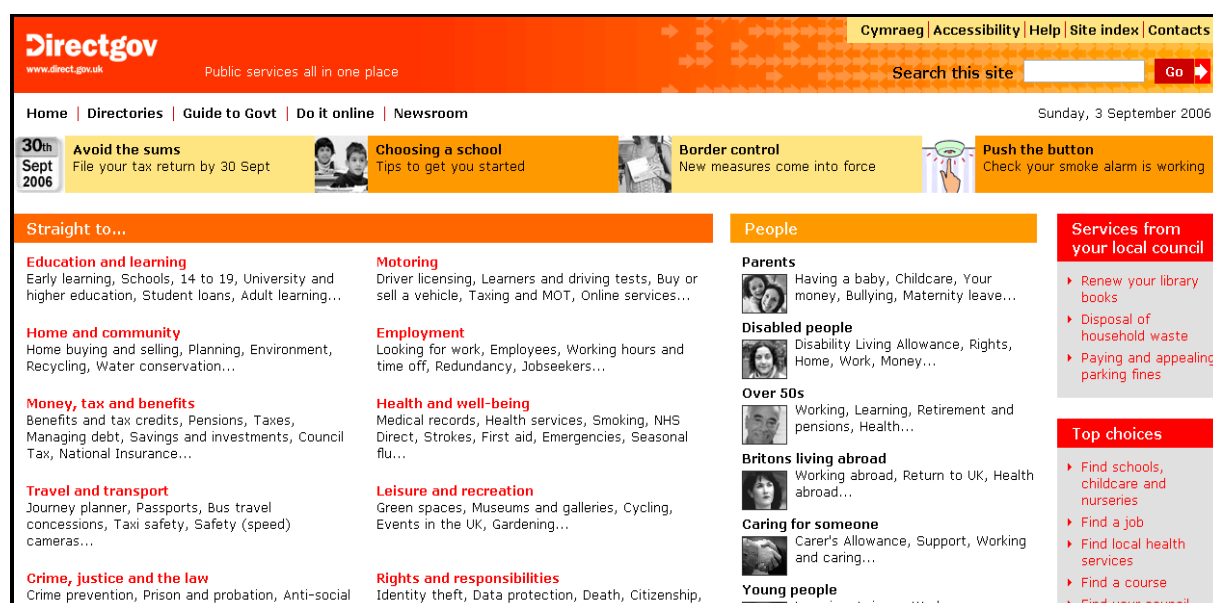 Directgov
www.direct.gov.uk
Public services all in one place
Cymraeg | Accessibility | Help | Site index | Contacts
Search this site
Go
Home | Directories | Guide to Govt | Do it online | Newsroom
Sunday, 3 September 2006
30th
Sept
2006
Avoid the sums
File your tax return by 30 Sept
Choosing a school
Tips to get you started
Border control
New measures come into force
Push the button
Check your smoke alarm is working
Straight to...
Education and learning
Early learning, Schools, 14 to 19, University and
higher education, Student loans, Adult learning...
Home and community
Home buying and selling, Planning, Environment,
Recycling, Water conservation...
Money, tax and benefits
Benefits and tax credits, Pensions, Taxes,
Managing debt, Savings and investments, Council
Tax, National Insurance...
Travel and transport
Journey planner, Passports, Bus travel
concessions, Taxi safety, Safety (speed)
cameras...
Crime, justice and the law
Crime prevention, Prison and probation, Anti-social
Motoring
Driver licensing, Learners and driving tests, Buy or
sell a vehicle, Taxing and MOT, Online services...
Employment
Looking for work, Employees, Working hours and
time off, Redundancy, Jobseekers...
Health and well-being
Medical records, Health services, Smoking, NHS
Direct, Strokes, First aid, Emergencies, Seasonal
flu...
Leisure and recreation
Green spaces, Museums and galleries, Cycling,
Events in the UK, Gardening...
Rights and responsibilities
Identity theft, Data protection, Death, Citizenship,
People
Parents
Having a baby, Childcare, Your
money, Bullying, Maternity leave...
Disabled people
Disability Living Allowance, Rights,
Home, Work, Money...
Over 50s
Working, Learning, Retirement and
pensions, Health...
Britons living abroad
Working abroad, Return to UK, Health
abroad...
Caring for someone
Carer's Allowance, Support, Working
and caring...
Young people
Services from
your local council
Renew your library
books
Disposal of
household waste
Paying and appealing
parking fines
Top choices
Find schools,
childcare and
nurseries
Find a job
Find local health
services
Find a course
Find your council